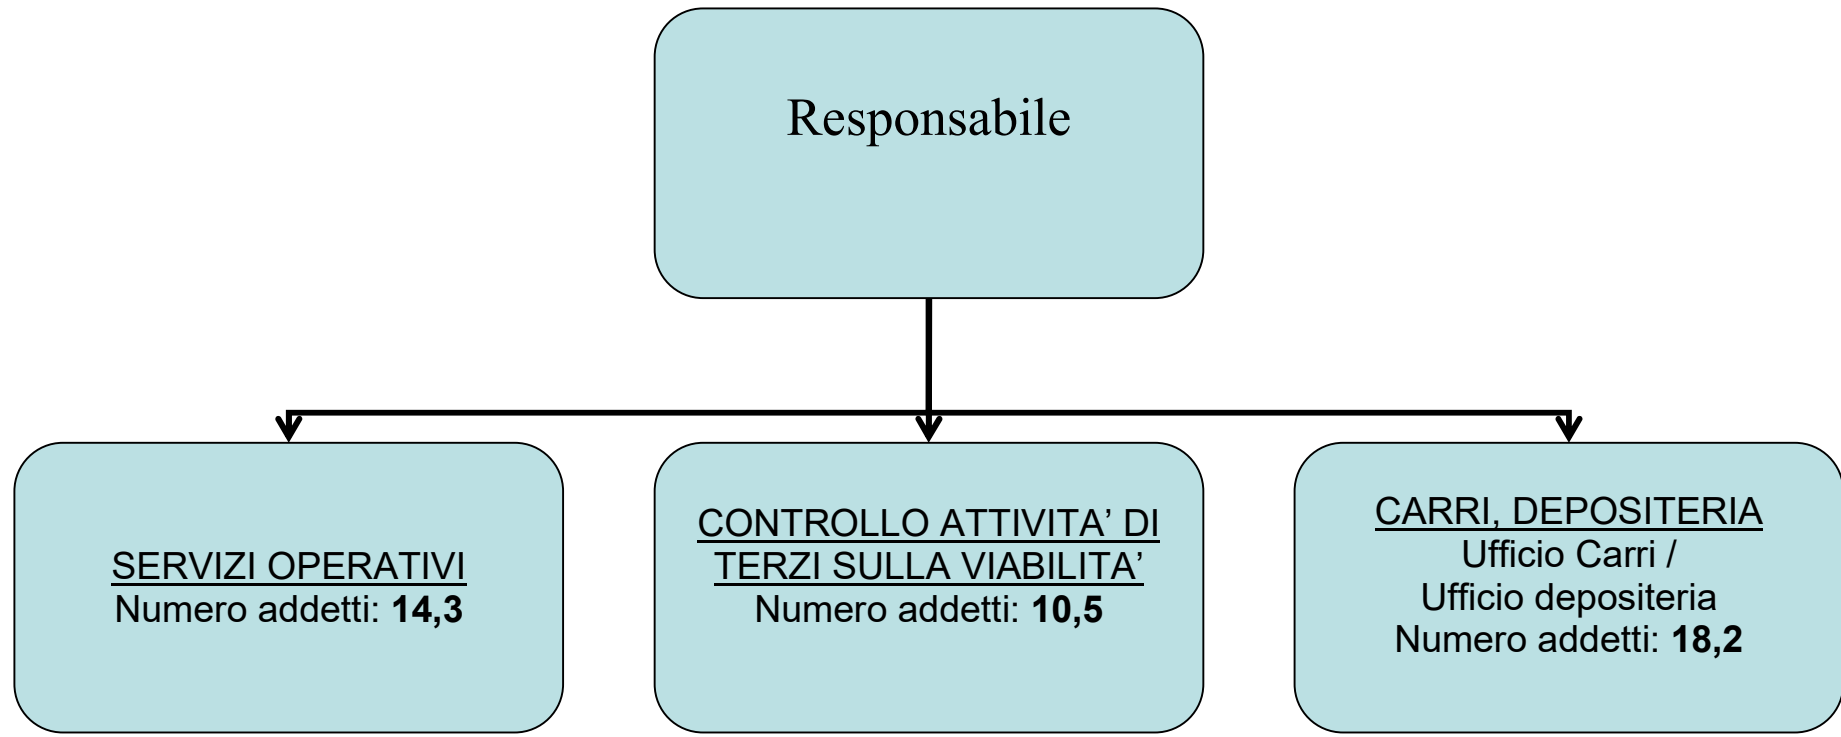 Responsabile
SERVIZI OPERATIVI
Numero addetti: 14,3
CONTROLLO ATTIVITA’ DI
TERZI SULLA VIABILITA’
Numero addetti: 10,5
CARRI, DEPOSITERIA
Ufficio Carri /
Ufficio depositeria
Numero addetti: 18,2